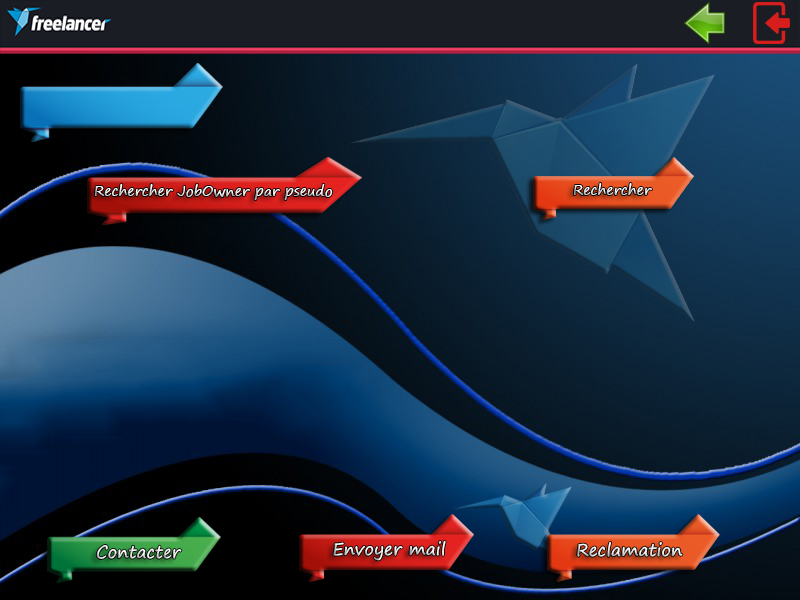 freelancer
Rechercher JobOwner par pseudo
Rechercher
Contacter
Envoyer mail
Reclamation